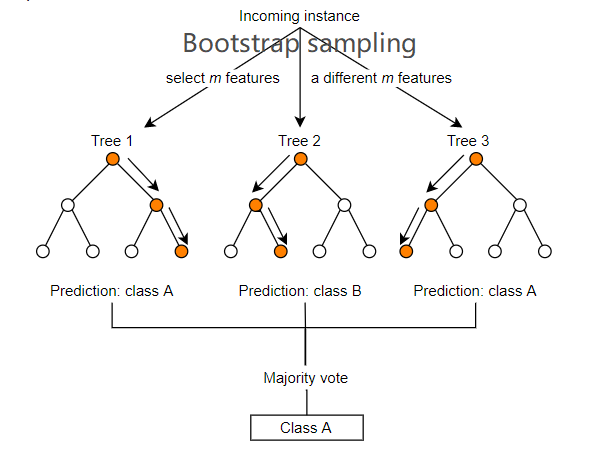 Incoming instance
Bootstrap sampling
select m features
a different m features
Tree 1
Tree 2
Tree 3
Prediction: class A
Prediction: class B
Prediction: class A
Majority vote
Class A